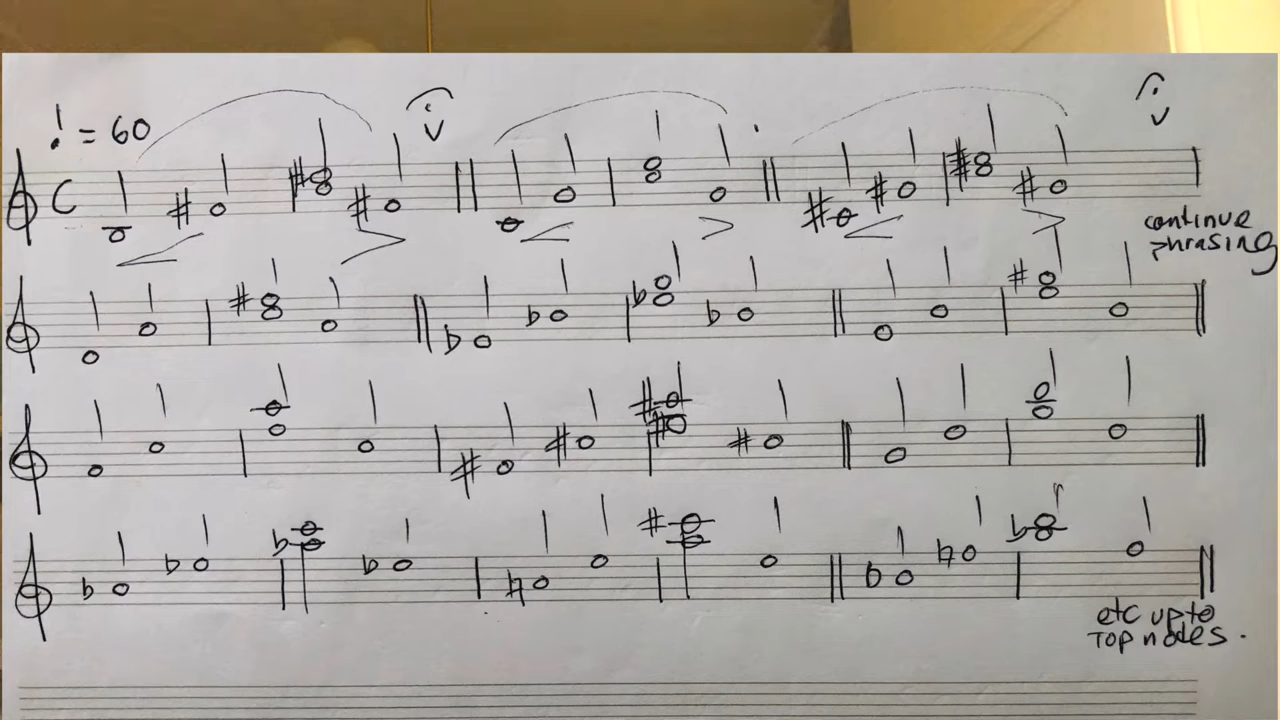 = 60
continue
phrasing
etc up to
TOP notes.